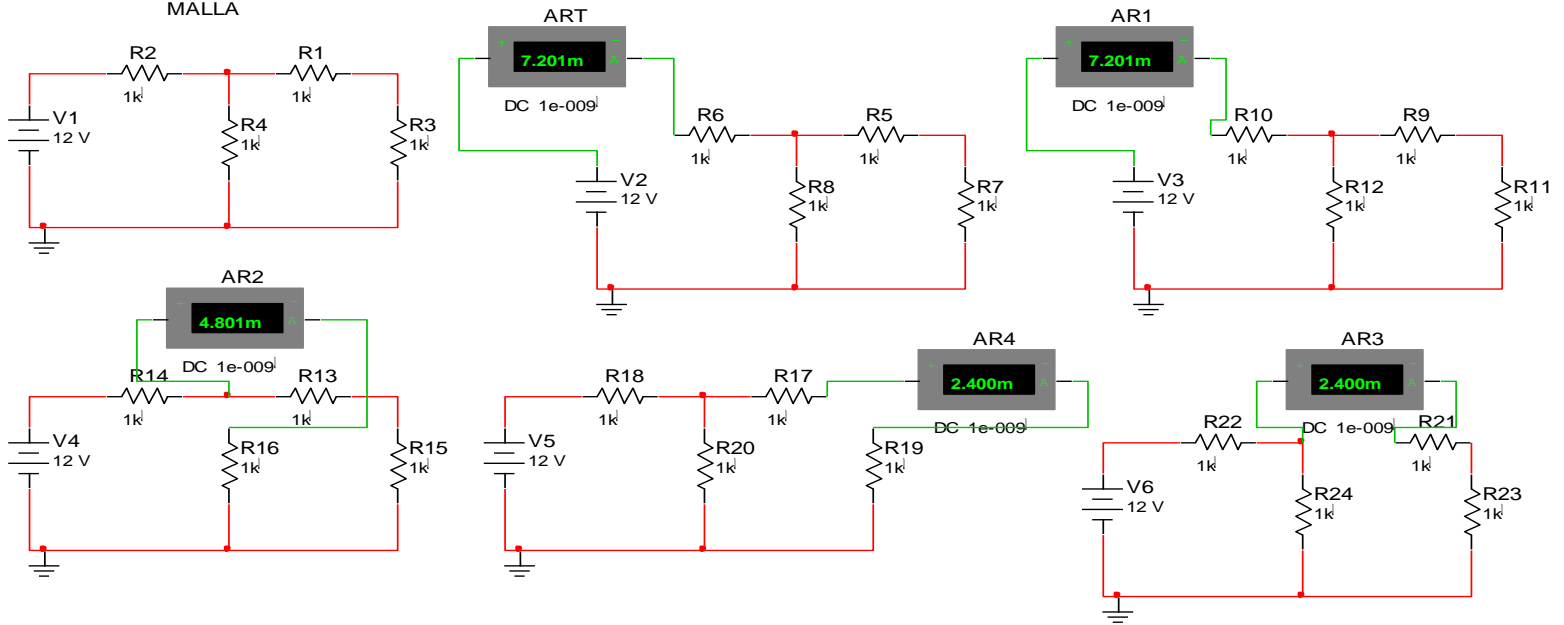 MALLA
R2
R1
1k
1k
V1
12 V
R4
1k
R3
1k
ART
+
-
7.201m
A
DC 1e-009
R6
R5
1k
1k
V2
12 V
R8
1k
R7
1k
AR1
+
-
7.201m
A
DC 1e-009
R10
R9
1k
1k
V3
12 V
R12
1k
R11
1k
AR2
+
-
4.801m
A
DC 1e-009
R14
R13
1k
1k
V4
12 V
R16
1k
R15
1k
AR4
+
-
2.400m
A
DC 1e-009
R18
R17
1k
1k
V5
12 V
R20
1k
R19
1k
AR3
+
-
2.400m
A
DC 1e-009
R22
R21
1k
1k
V6
12 V
R24
1k
R23
1k